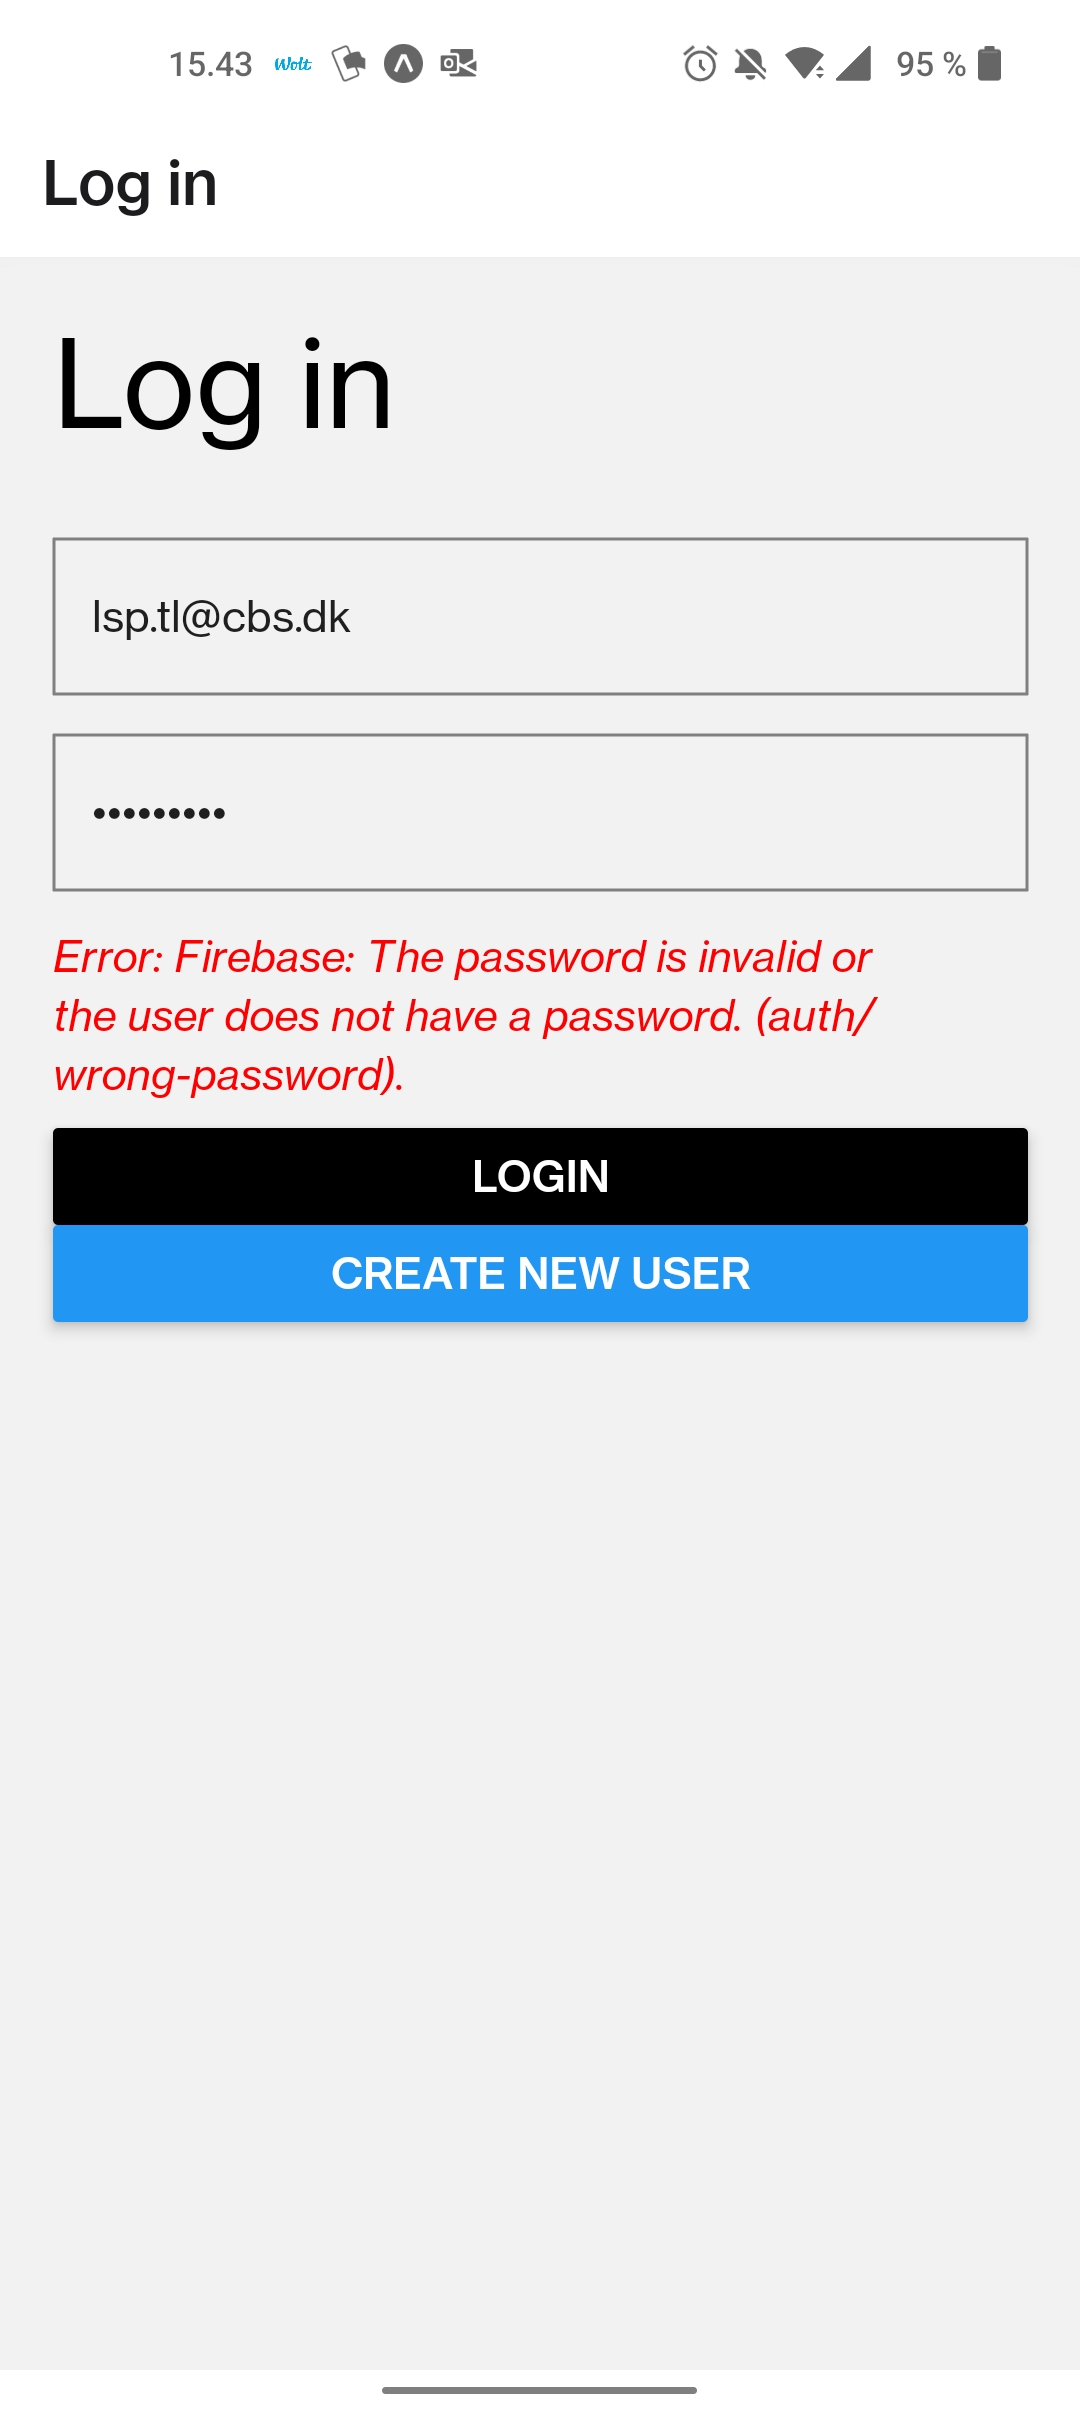 15.43 Wolt 95 %
Log in
Log in
lsp.tl@cbs.dk
•••••••••
Error: Firebase: The password is invalid or
the user does not have a password. (auth/
wrong-password).
LOGIN
CREATE NEW USER